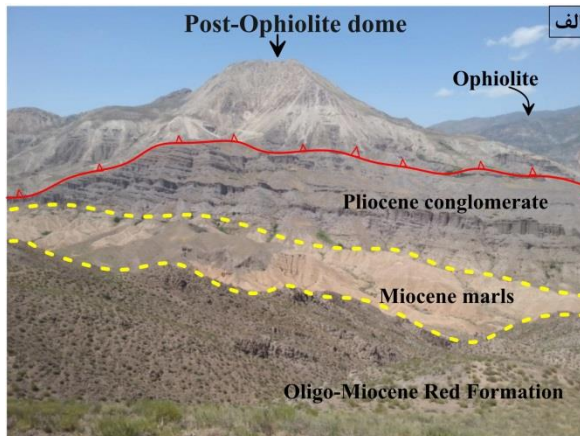 الف
Post-Ophiolite dome
Ophiolite
Pliocene conglomerate
Miocene marls
Oligo-Miocene Red Formation